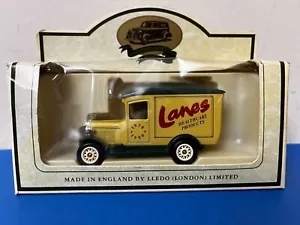 Lanes
HEALTHCARE
PRODUCTS
MADE IN ENGLAND BY LLEDO (LONDON) LIMITED